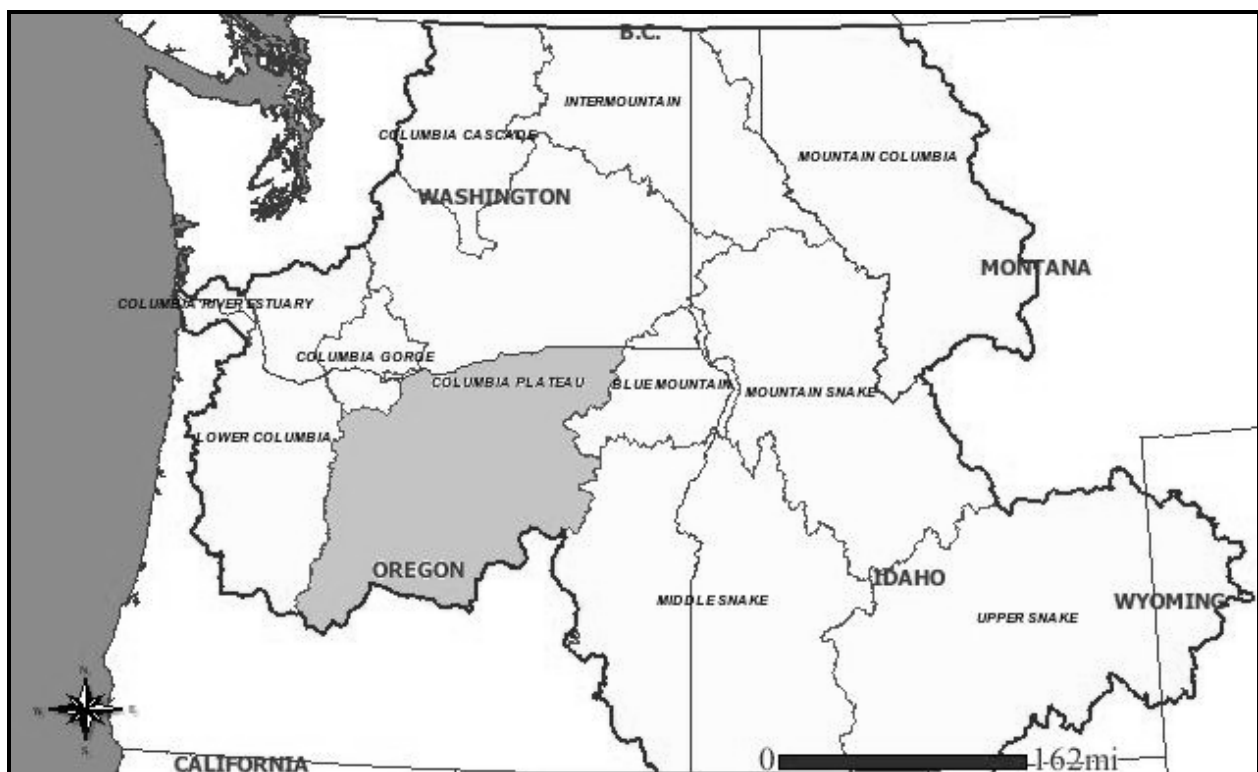 B.C.
INTERMOUNTAIN
COLUMBIA CASCADE
MOUNTAIN COLUMBIA
WASHINGTON
MONTANA
COLUMBIA RIVER ESTUARY
COLUMBIA GORGE
COLUMBIA PLATEAU
BLUE MOUNTAIN
MOUNTAIN SNAKE
LOWER COLUMBIA
OREGON
IDAHO
MIDDLE SNAKE
WYOMING
UPPER SNAKE
N
W
E
S
CALIFORNIA
0 162mi